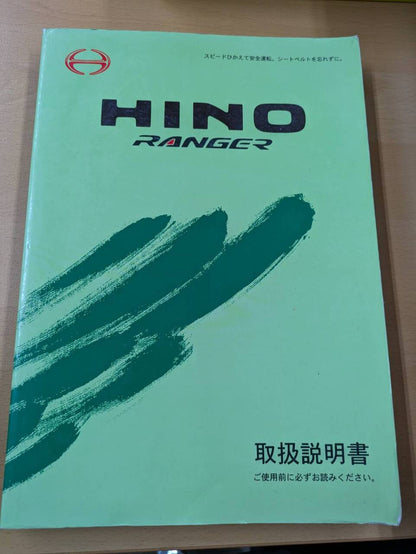 スピードひかえて安全運転、シートベルトを忘れずに。
HINO
RANGER
取扱説明書
ご使用前に必ずお読みください。